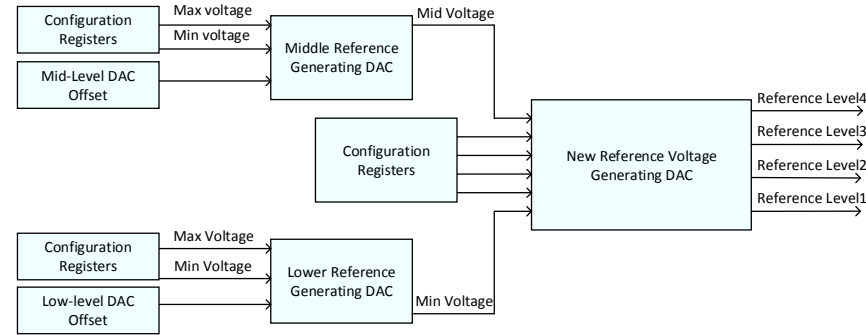 Configuration
Registers
Max voltage
Min voltage
Mid-Level DAC
Offset
Middle Reference
Generating DAC
Mid Voltage
Configuration
Registers
New Reference Voltage
Generating DAC
Reference Level4
Reference Level3
Reference Level2
Reference Level1
Configuration
Registers
Max Voltage
Min Voltage
Low-level DAC
Offset
Lower Reference
Generating DAC
Min Voltage